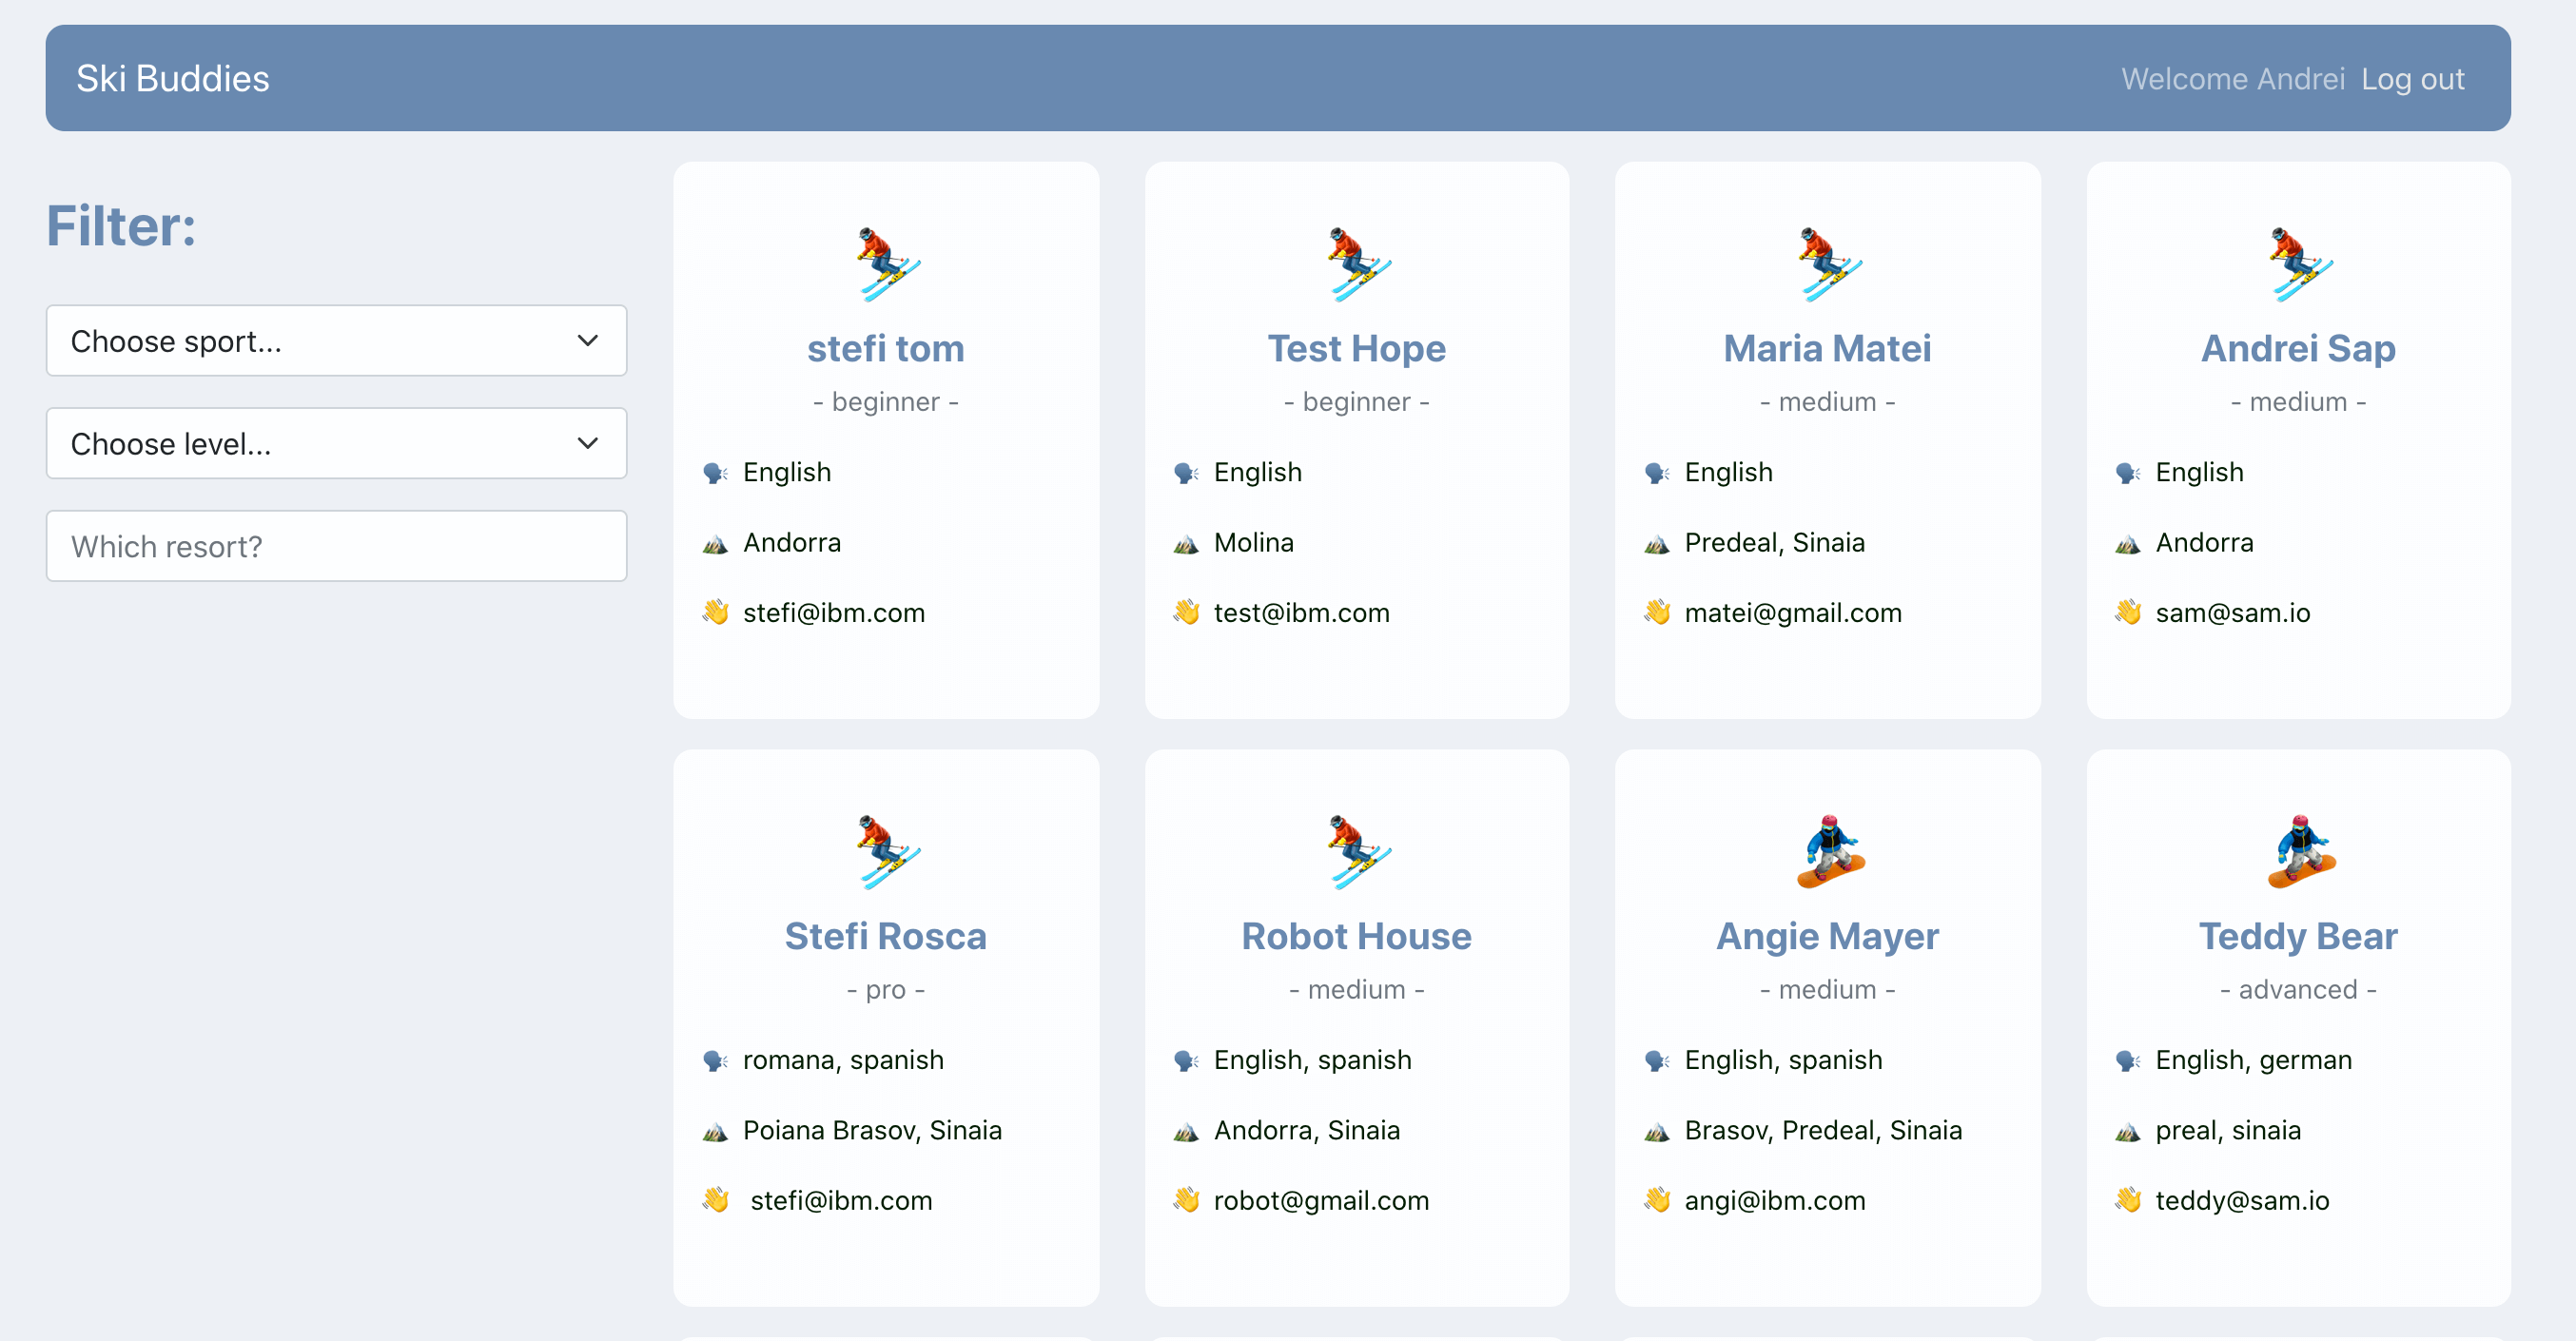 Ski Buddies
Welcome Andrei Log out
Filter:
Choose sport...
Choose level...
Which resort?
stefi tom
- beginner -
English
Andorra
stefi@ibm.com
Test Hope
- beginner -
English
Molina
test@ibm.com
Maria Matei
- medium -
English
Predeal, Sinaia
matei@gmail.com
Andrei Sap
- medium -
English
Andorra
sam@sam.io
Stefi Rosca
- pro -
romana, spanish
Poiana Brasov, Sinaia
stefi@ibm.com
Robot House
- medium -
English, spanish
Andorra, Sinaia
robot@gmail.com
Angie Mayer
- medium -
English, spanish
Brasov, Predeal, Sinaia
angi@ibm.com
Teddy Bear
- advanced -
English, german
preal, sinaia
teddy@sam.io